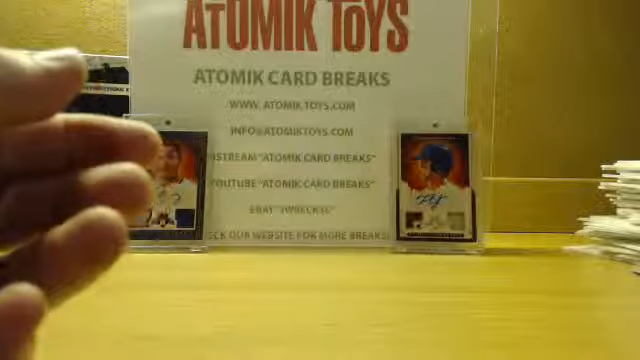 ATOMIK TOYS
ATOMIK CARD BREAKS
WWW. ATOMIKTOYS.COM
INFO@ATOMIKTOYS.COM
USTREAM "ATOMIK CARD BREAKS"
YOUTUBE "ATOMIK CARD BREAKS"
EBAY
CK OUR WEBSITE FOR MORE BREAKS